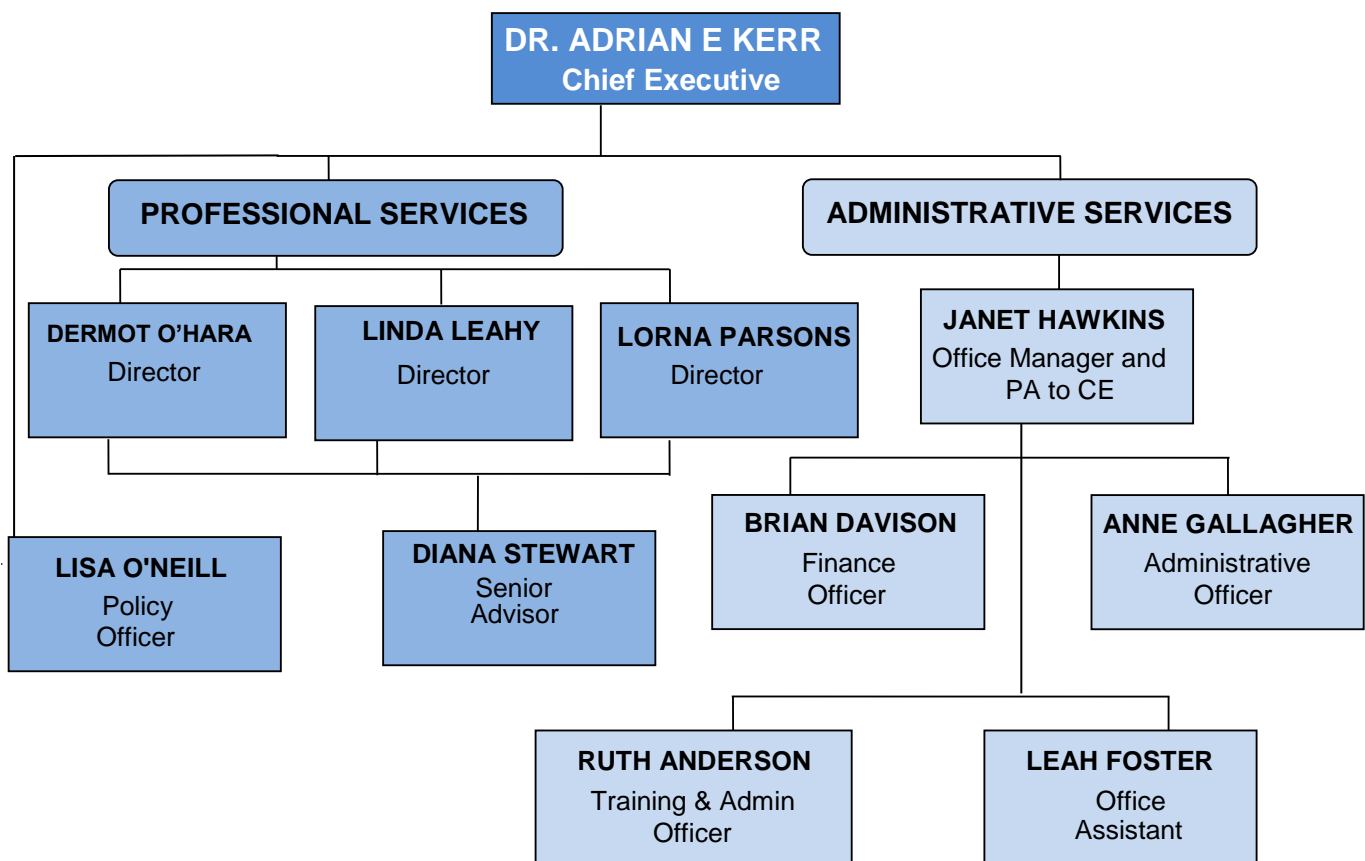 DR. ADRIAN E KERR
Chief Executive
PROFESSIONAL SERVICES
ADMINISTRATIVE SERVICES
DERMOT O’HARA
Director
LINDA LEAHY
Director
LORNA PARSONS
Director
JANET HAWKINS
Office Manager and
PA to CE
LISA O'NEILL
Policy
Officer
DIANA STEWART
Senior
Advisor
BRIAN DAVISON
Finance
Officer
ANNE GALLAGHER
Administrative
Officer
RUTH ANDERSON
Training & Admin
Officer
LEAH FOSTER
Office
Assistant